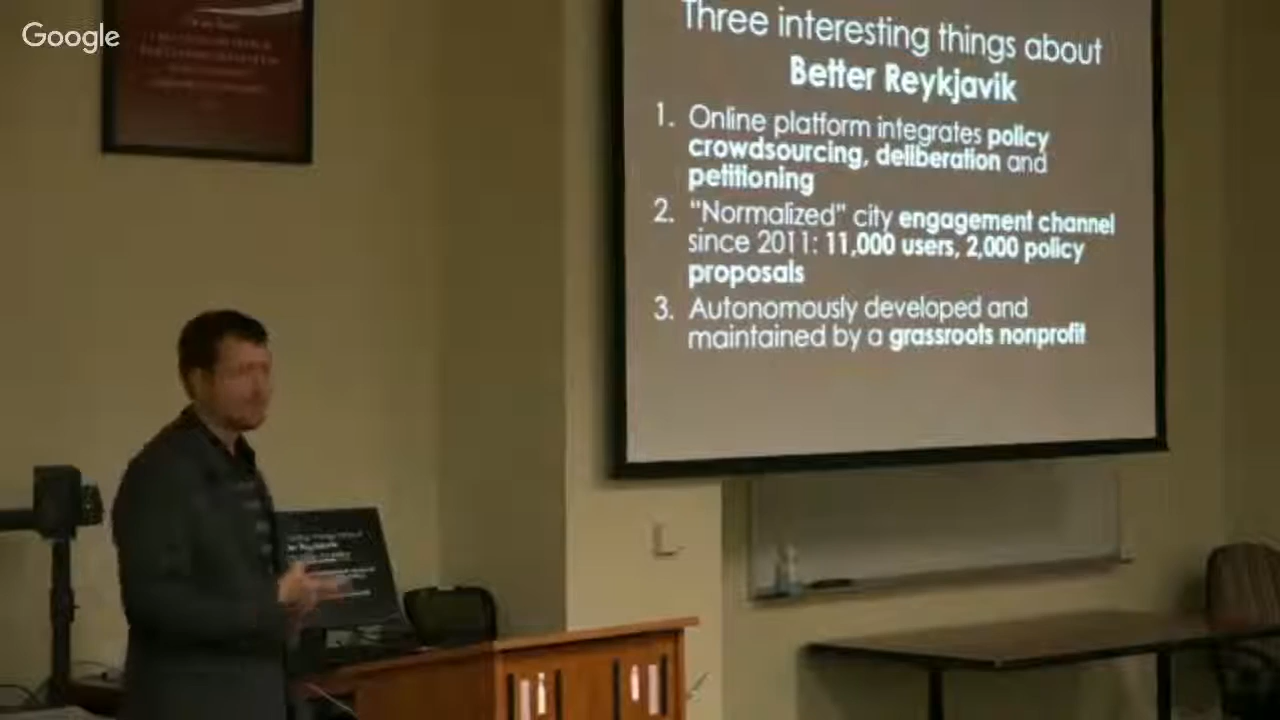 Google
Three interesting things about
Better Reykjavik
1. Online platform integrates policy
crowdsourcing, deliberation and
petitioning
2. "Normalized" city engagement channel
since 2011: 11,000 users, 2,000 policy
proposals
3. Autonomously developed and
maintained by a grassroots nonprofit